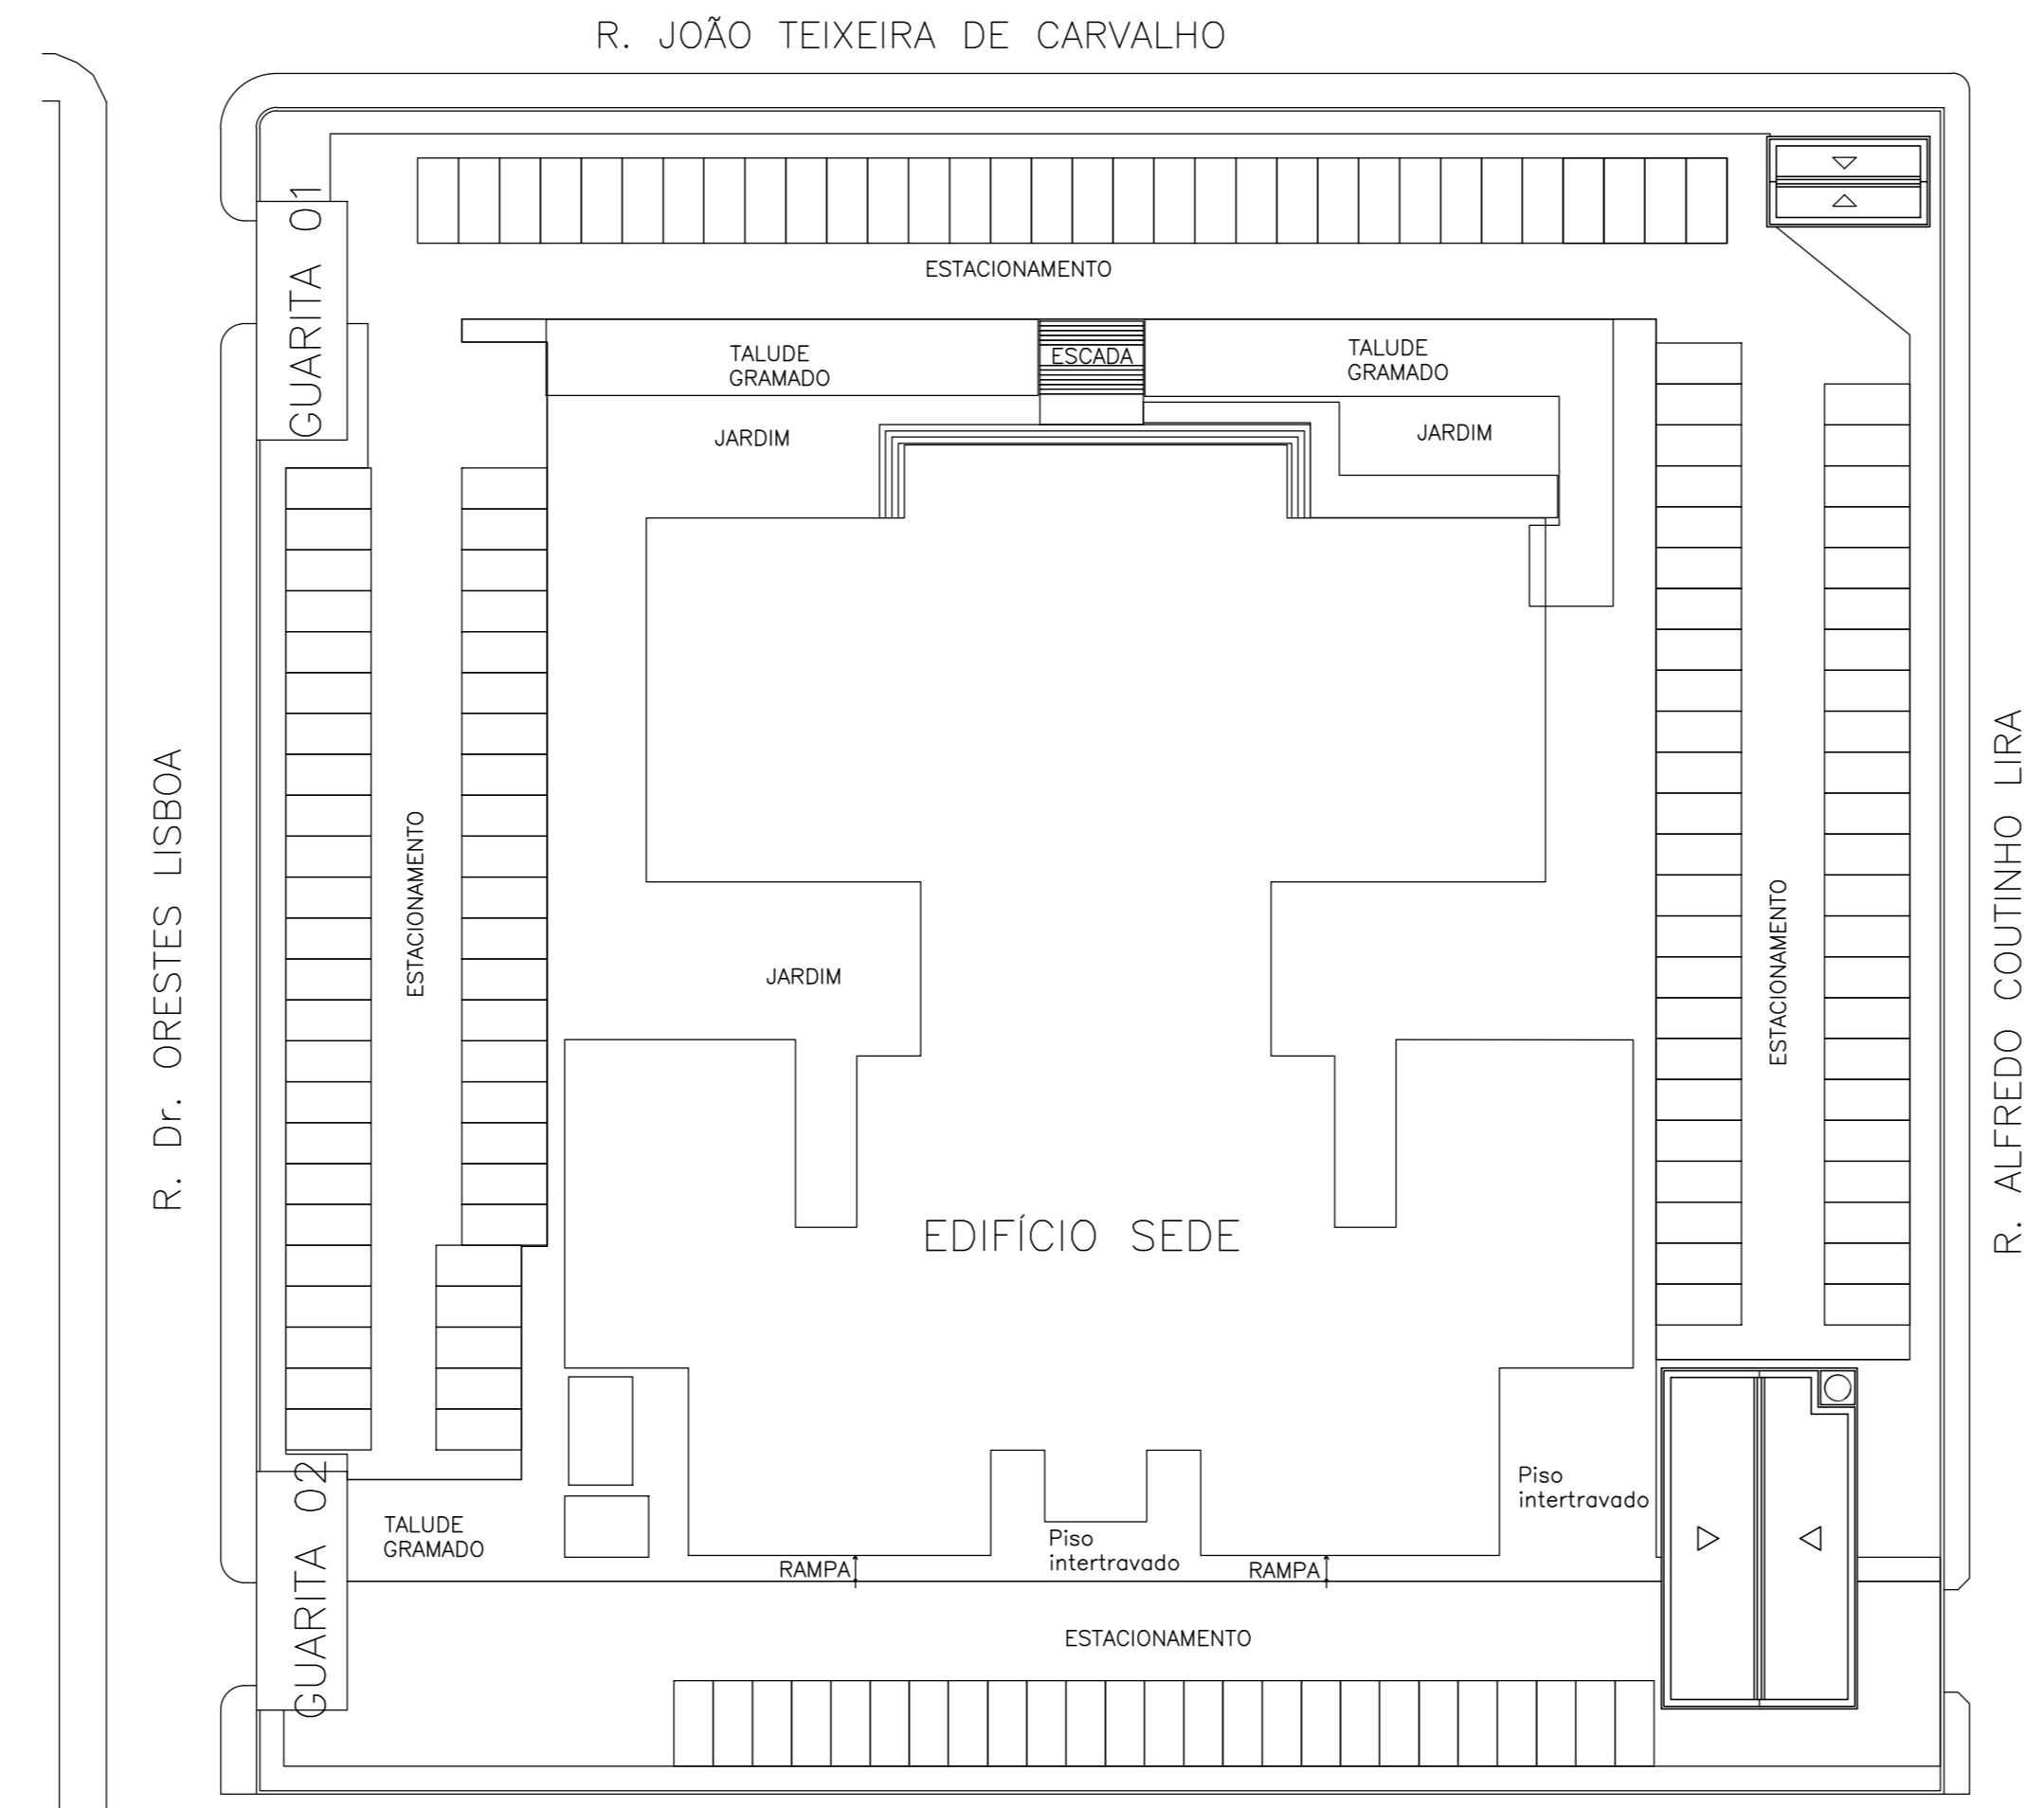 R. JOÃO TEIXEIRA DE CARVALHO
GUARITA 01
ESTACIONAMENTO
TALUDE
GRAMADO
ESCADA
TALUDE
GRAMADO
JARDIM
JARDIM
R. Dr. ORESTES LISBOA
ESTACIONAMENTO
JARDIM
ESTACIONAMENTO
R. ALFREDO COUTINHO LIRA
EDIFÍCIO SEDE
GUARITA 02
TALUDE
GRAMADO
Piso
intertravado
Piso
intertravado
RAMPA
RAMPA
ESTACIONAMENTO